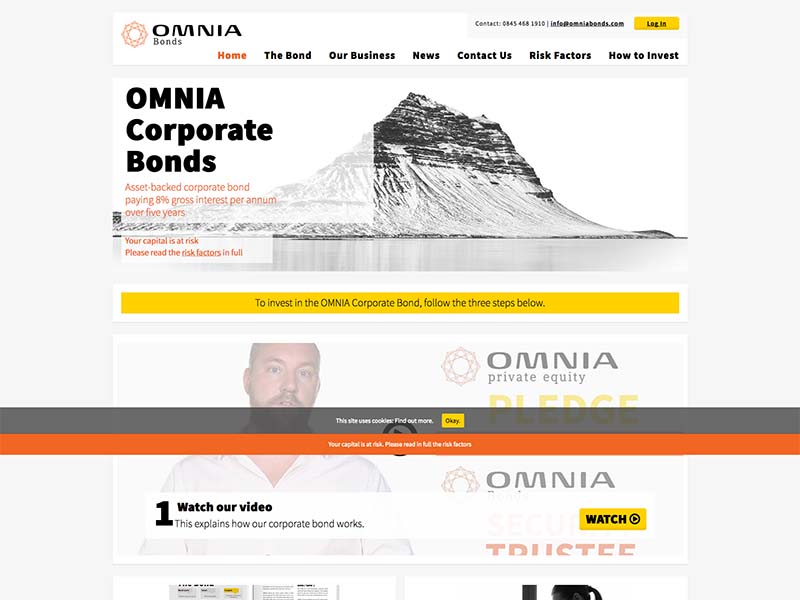 OMNIA
Bonds
Contact: 0845 468 1910 | info@omniabonds.com
Log In
Home The Bond Our Business News Contact Us Risk Factors How to Invest
OMNIA
Corporate
Bonds
Asset-backed corporate bond
paying 8% gross interest per annum
over five years
Your capital is at risk
Please read the risk factors in full
To invest in the OMNIA Corporate Bond, follow the three steps below.
OMNIA
private equity
PLEDGE
This site uses cookies: Find out more. Okay.
Your capital is at risk. Please read in full the risk factors
OMNIA
1 Watch our video
This explains how our corporate bond works.
WATCH
TRUSTEE
The Bond